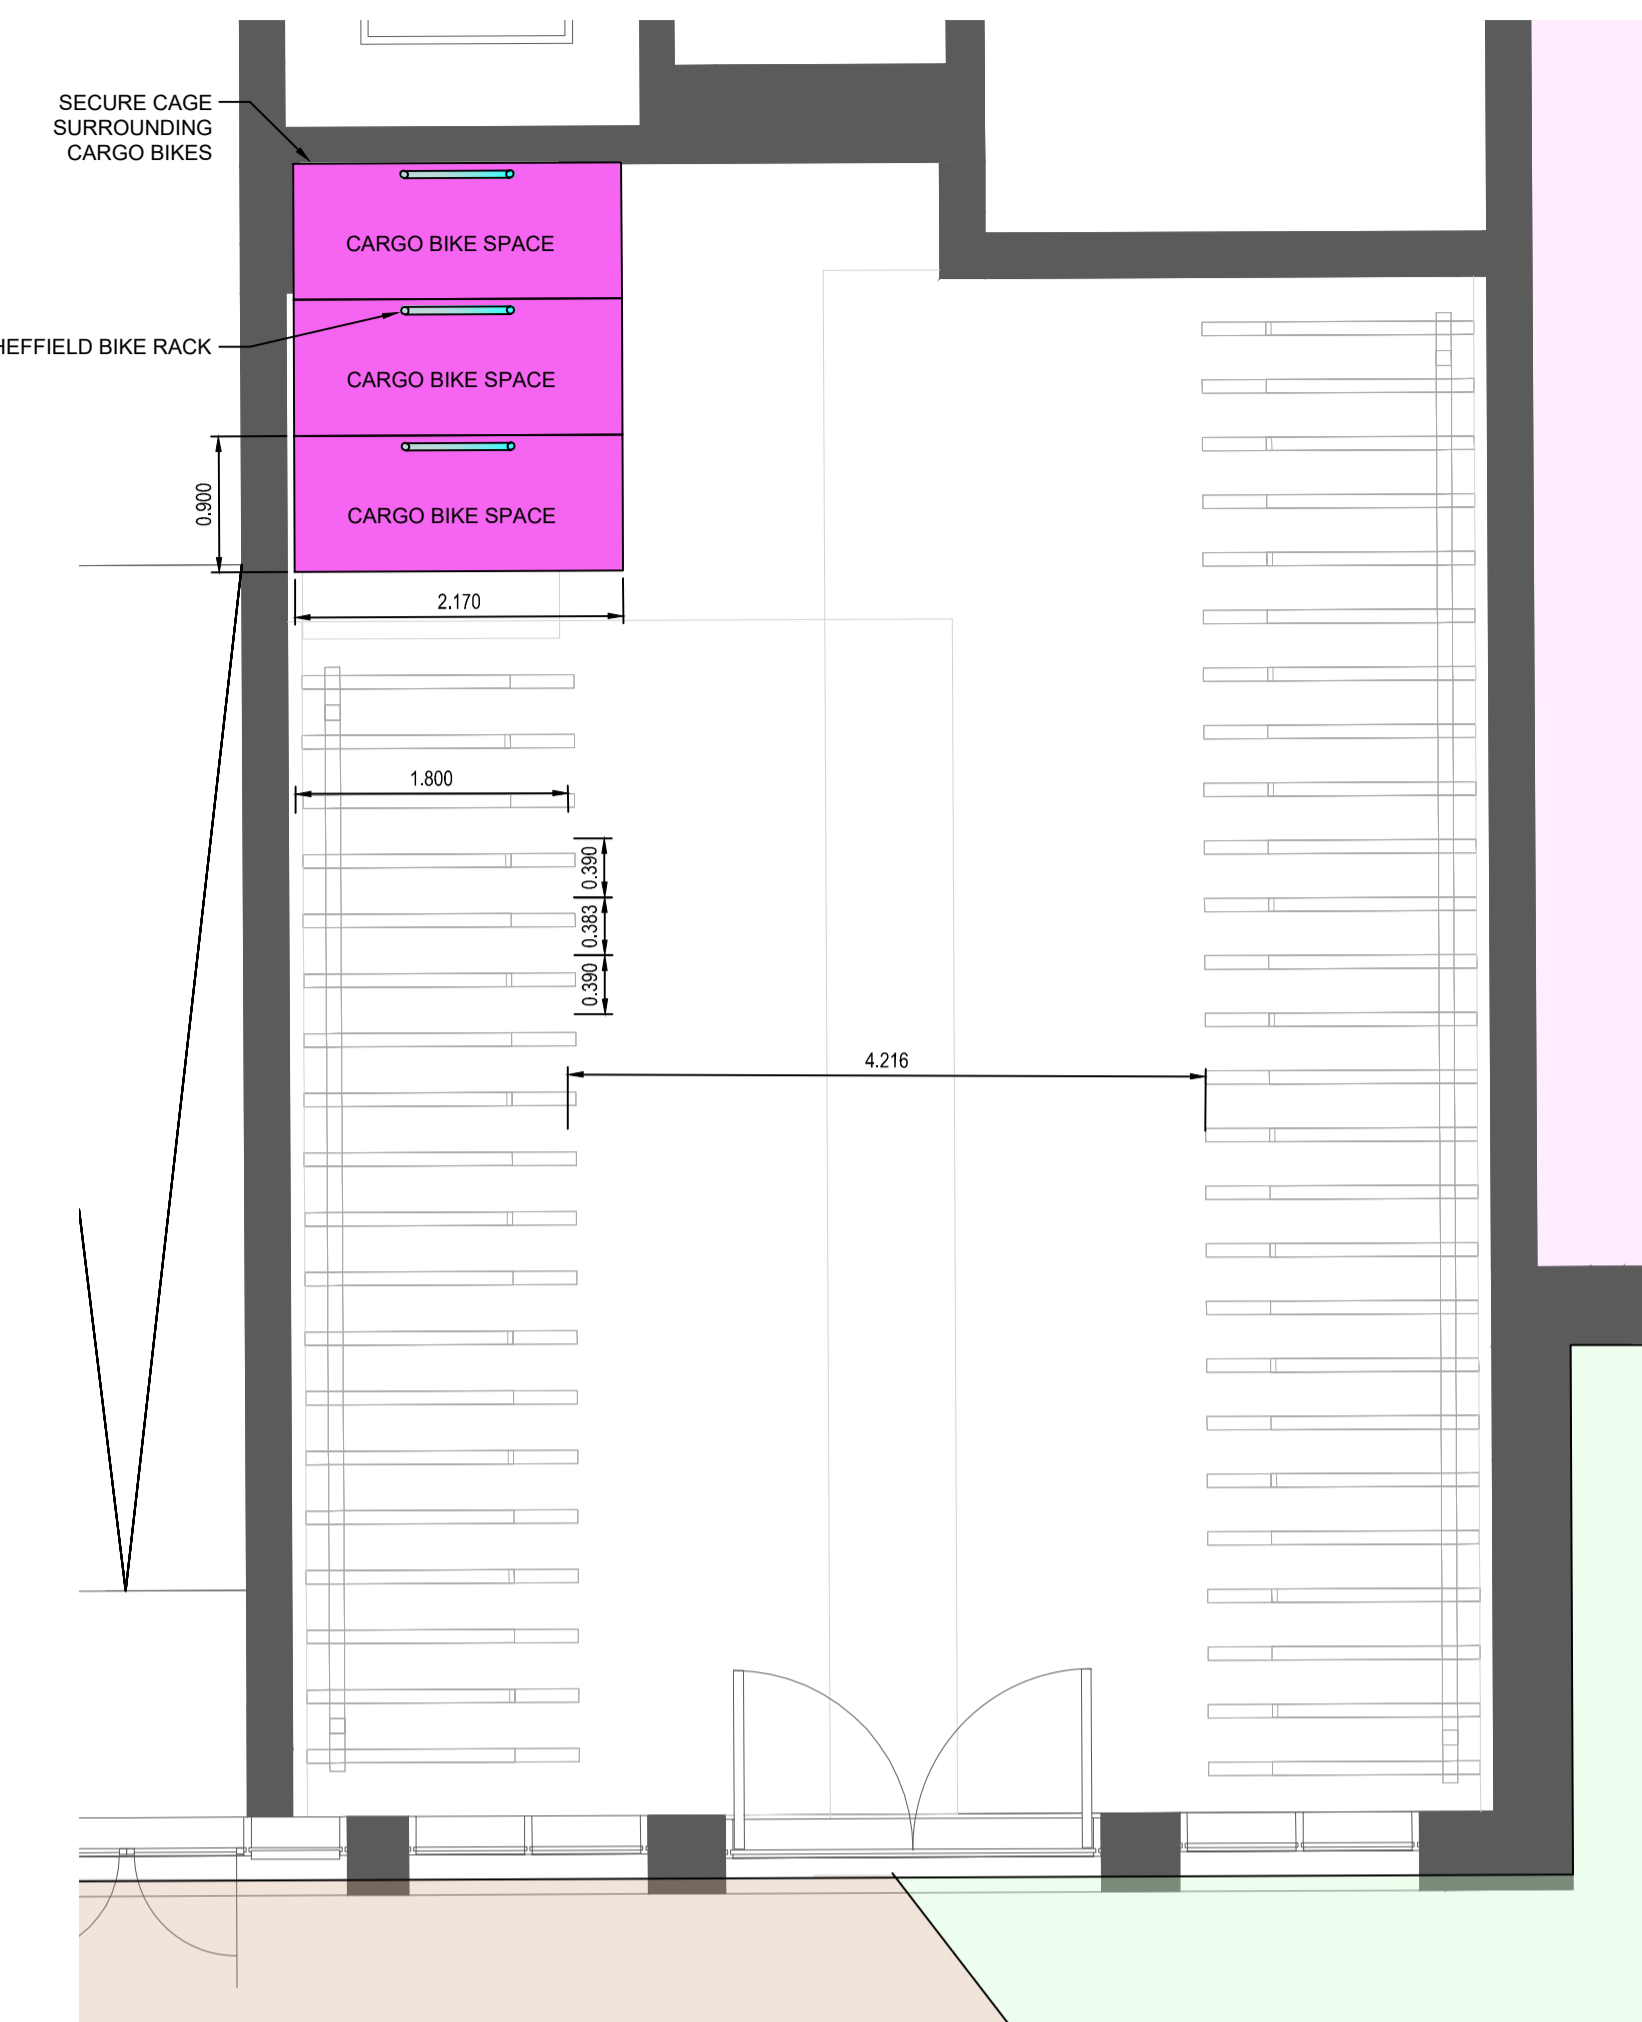 SECURE CAGE
SURROUNDING
CARGO BIKES
CARGO BIKE SPACE
HEFFIELD BIKE RACK
CARGO BIKE SPACE
0.900
CARGO BIKE SPACE
2.170
1.800
0.390
0.383
0.390
4.216